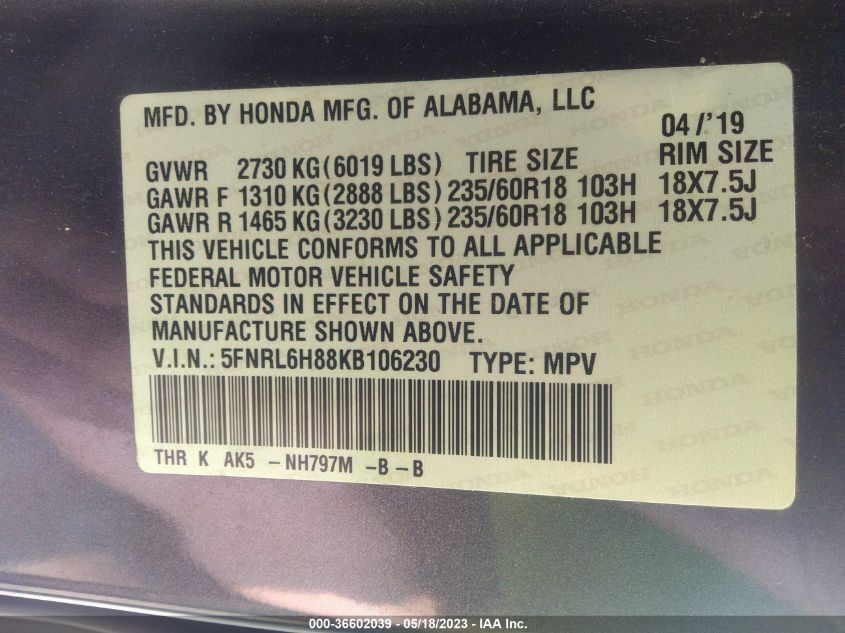 MFD. BY HONDA MFG. OF ALABAMA, LLC
04/'19
GVWR 2730 KG(6019 LBS) TIRE SIZE RIM SIZE
GAWR F 1310 KG(2888 LBS) 235/60R18 103H 18X7.5J
GAWR R 1465 KG(3230 LBS) 235/60R18 103H 18X7.5J
THIS VEHICLE CONFORMS TO ALL APPLICABLE
FEDERAL MOTOR VEHICLE SAFETY
STANDARDS IN EFFECT ON THE DATE OF
MANUFACTURE SHOWN ABOVE.
V.I.N.: 5FNRL6H88KB106230 TYPE: MPV
THR K AK5 -NH797M -B-B
000-36602039 - 05/18/2023 - IAA Inc.